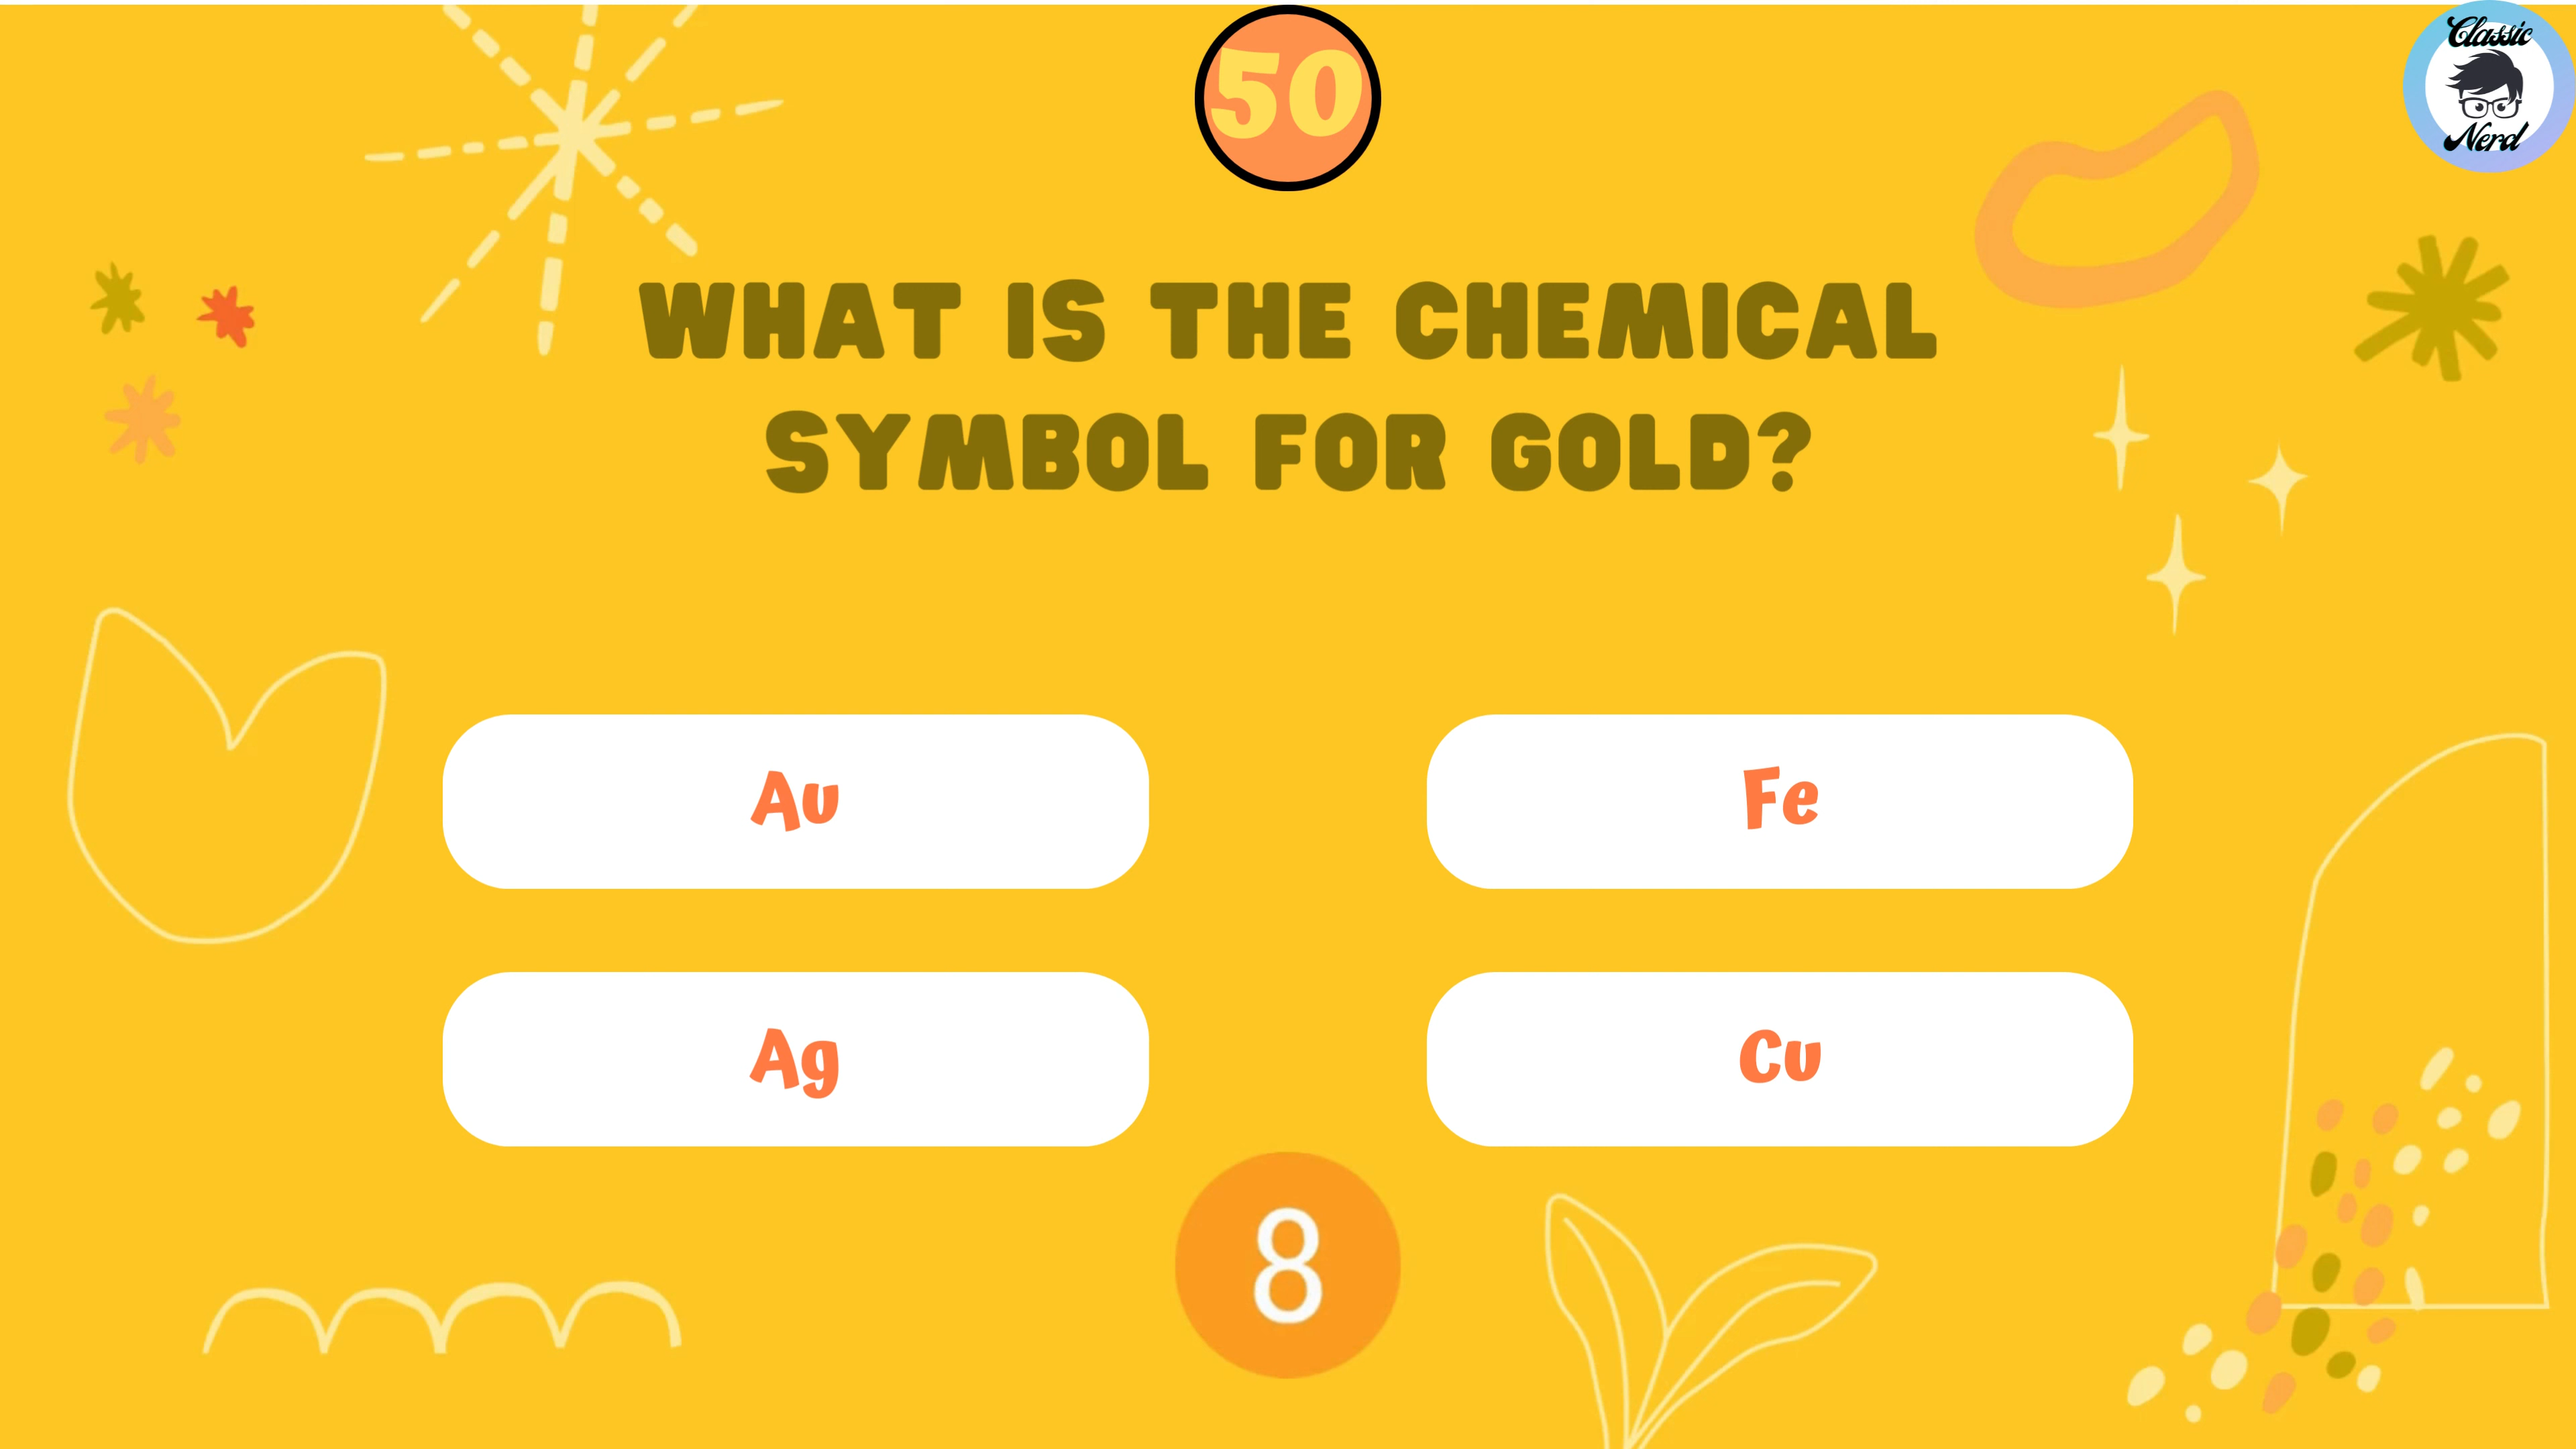 50
Classic
Nerd
WHAT IS THE CHEMICAL
SYMBOL FOR GOLD?
Au
Fe
Ag
Cu
8